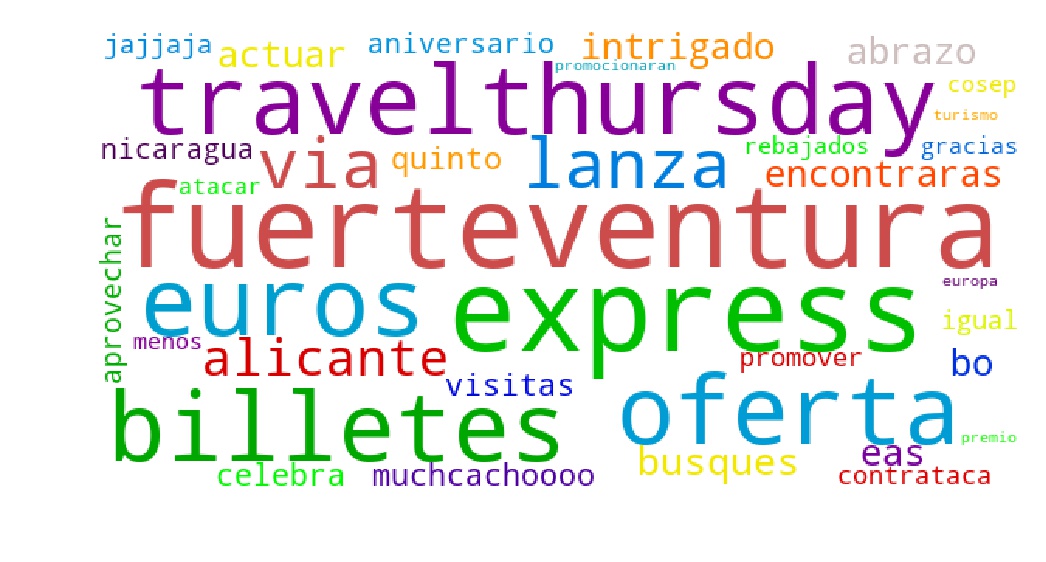 jajjaja actuar aniversario intrigado abrazo
travelthursday promocionaran cosep
turismo
nicaragua via quinto lanza rebajados gracias
atacar encontraras
fuerteventura
aprovechar euros express europa
igual
menos alicante promover bo
visitas
billetes oferta premio
busques eas
celebra muchcachoooo contrataca